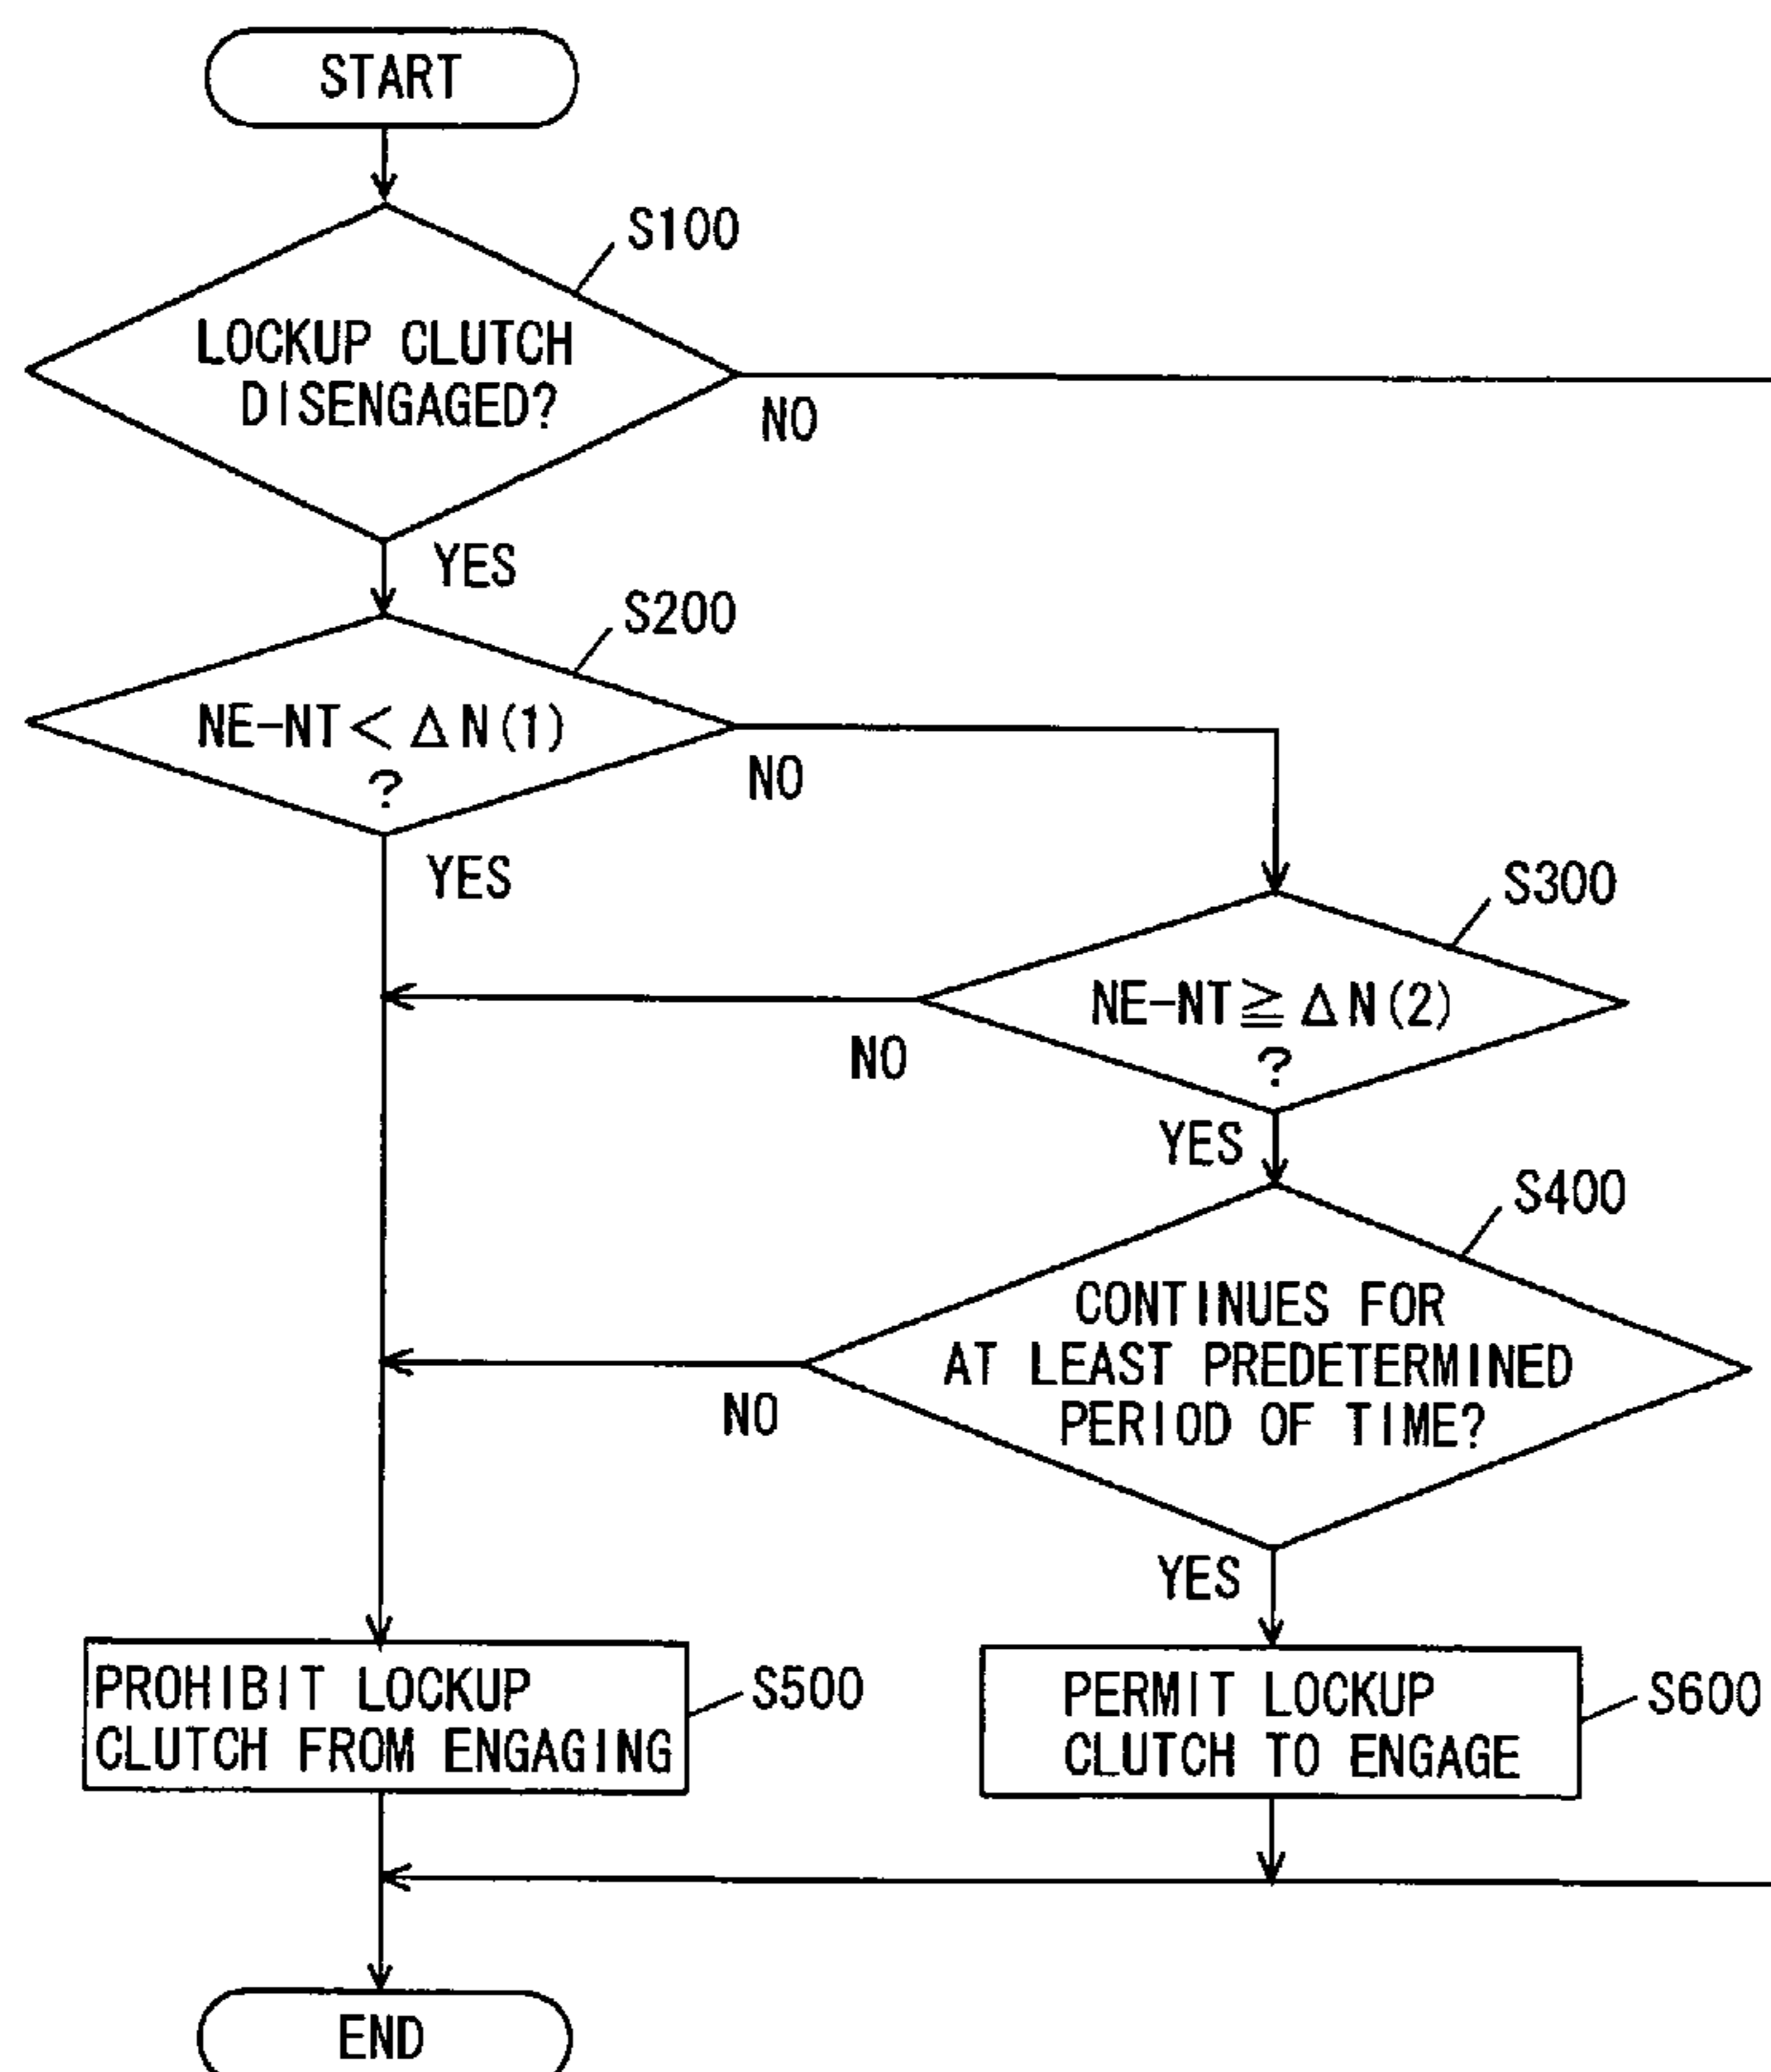 START
S100
LOCKUP CLUTCH
DISENGAGED?
NO
YES
S200
NE-NT < Δ N (1)
?
NO
YES
S300
NE-NT ≧ Δ N (2)
?
NO
YES
S400
CONTINUES FOR
AT LEAST PREDETERMINED
PERIOD OF TIME?
NO
YES
PROHIBIT LOCKUP
CLUTCH FROM ENGAGING
S500
PERMIT LOCKUP
CLUTCH TO ENGAGE
S600
END